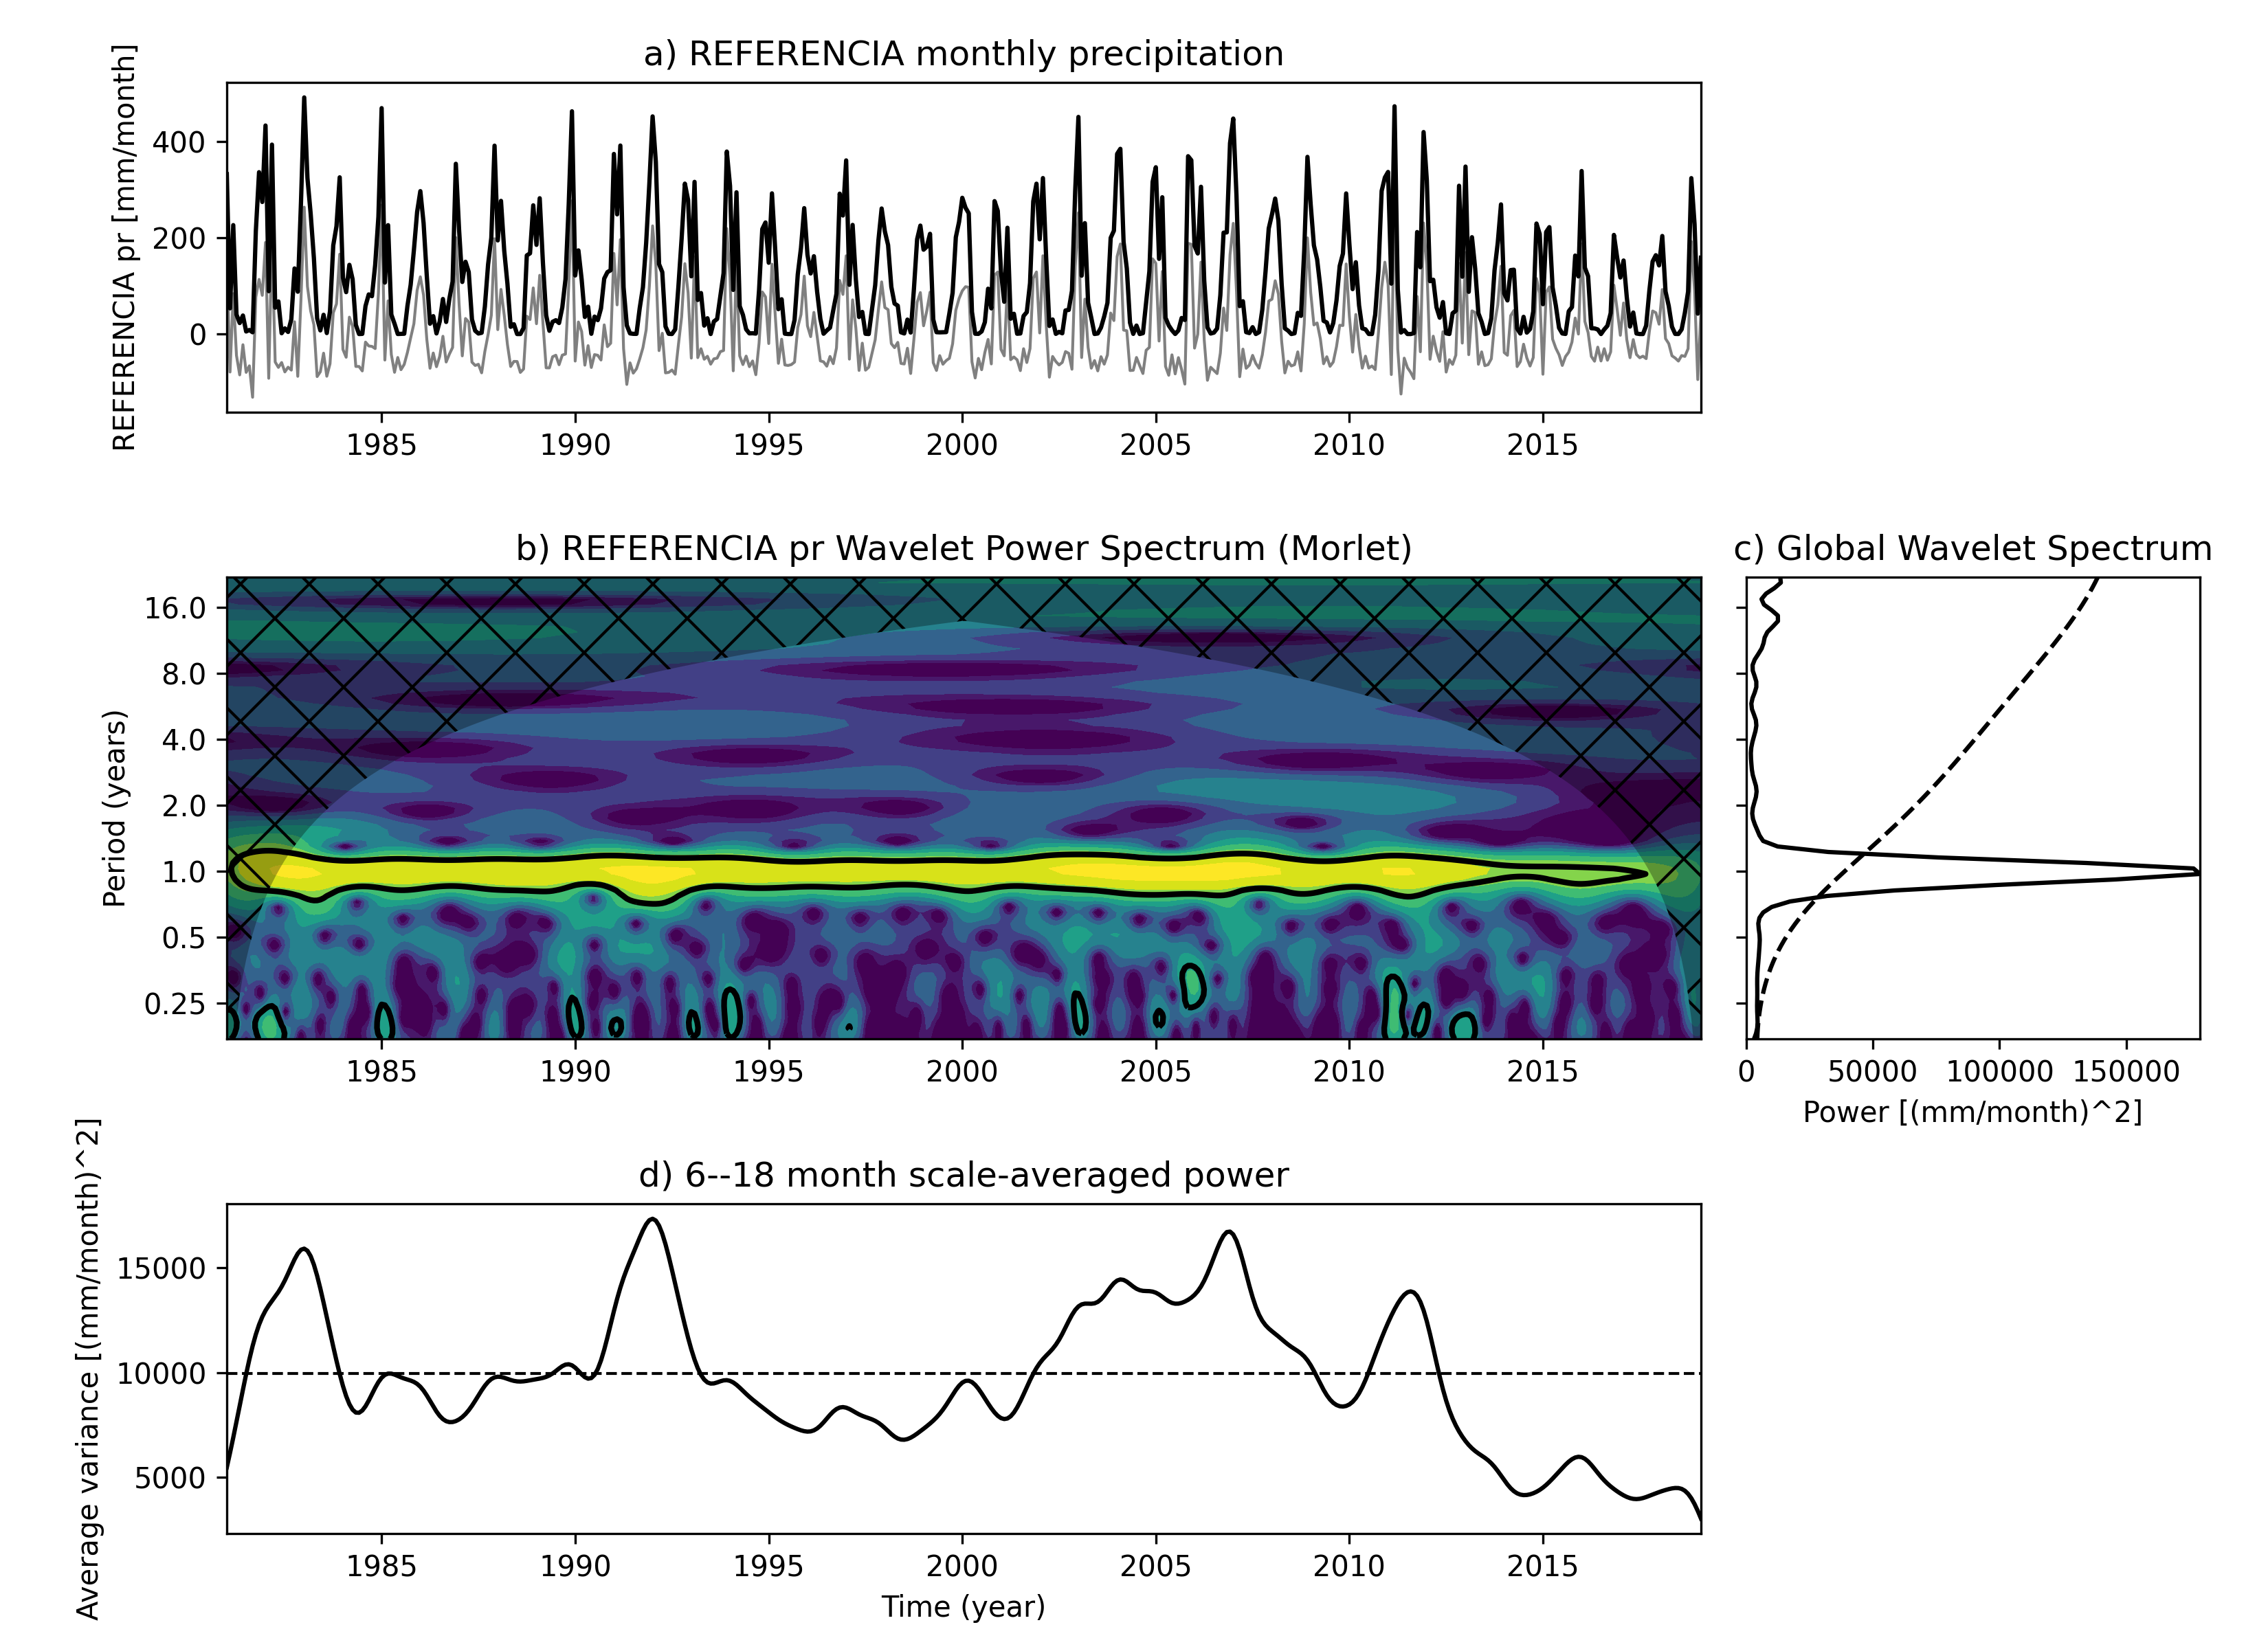 a) REFERENCIA monthly precipitation
REFERENCIA pr [mm/month]
400
200
0
1985 1990 1995 2000 2005 2010 2015
b) REFERENCIA pr Wavelet Power Spectrum (Morlet)
Period (years)
16.0
8.0
4.0
2.0
1.0
0.5
0.25
1985 1990 1995 2000 2005 2010 2015
c) Global Wavelet Spectrum
0 50000 100000 150000
Power [(mm/month)^2]
d) 6--18 month scale-averaged power
Average variance [(mm/month)^2]
15000
10000
5000
1985 1990 1995 2000 2005 2010 2015
Time (year)